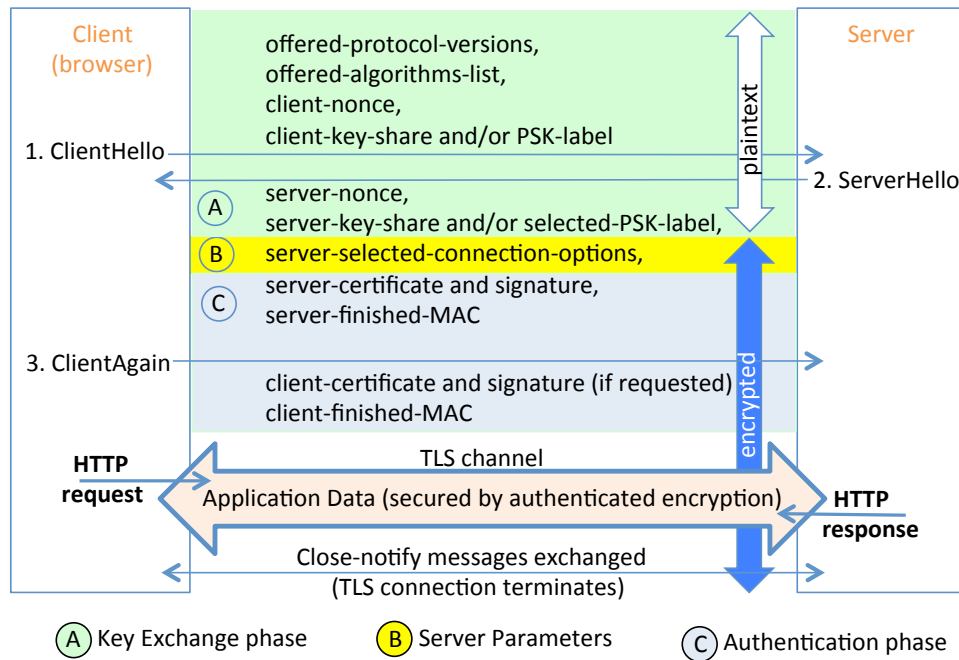 Client
(browser)
Server
offered-protocol-versions,
offered-algorithms-list,
client-nonce,
client-key-share and/or PSK-label
plaintext
1. ClientHello
2. ServerHello
A
server-nonce,
server-key-share and/or selected-PSK-label,
B
server-selected-connection-options,
C
server-certificate and signature,
server-finished-MAC
encrypted
3. ClientAgain
client-certificate and signature (if requested)
client-finished-MAC
TLS channel
HTTP
request
Application Data (secured by authenticated encryption)
HTTP
response
Close-notify messages exchanged
(TLS connection terminates)
A Key Exchange phase
B Server Parameters
C Authentication phase